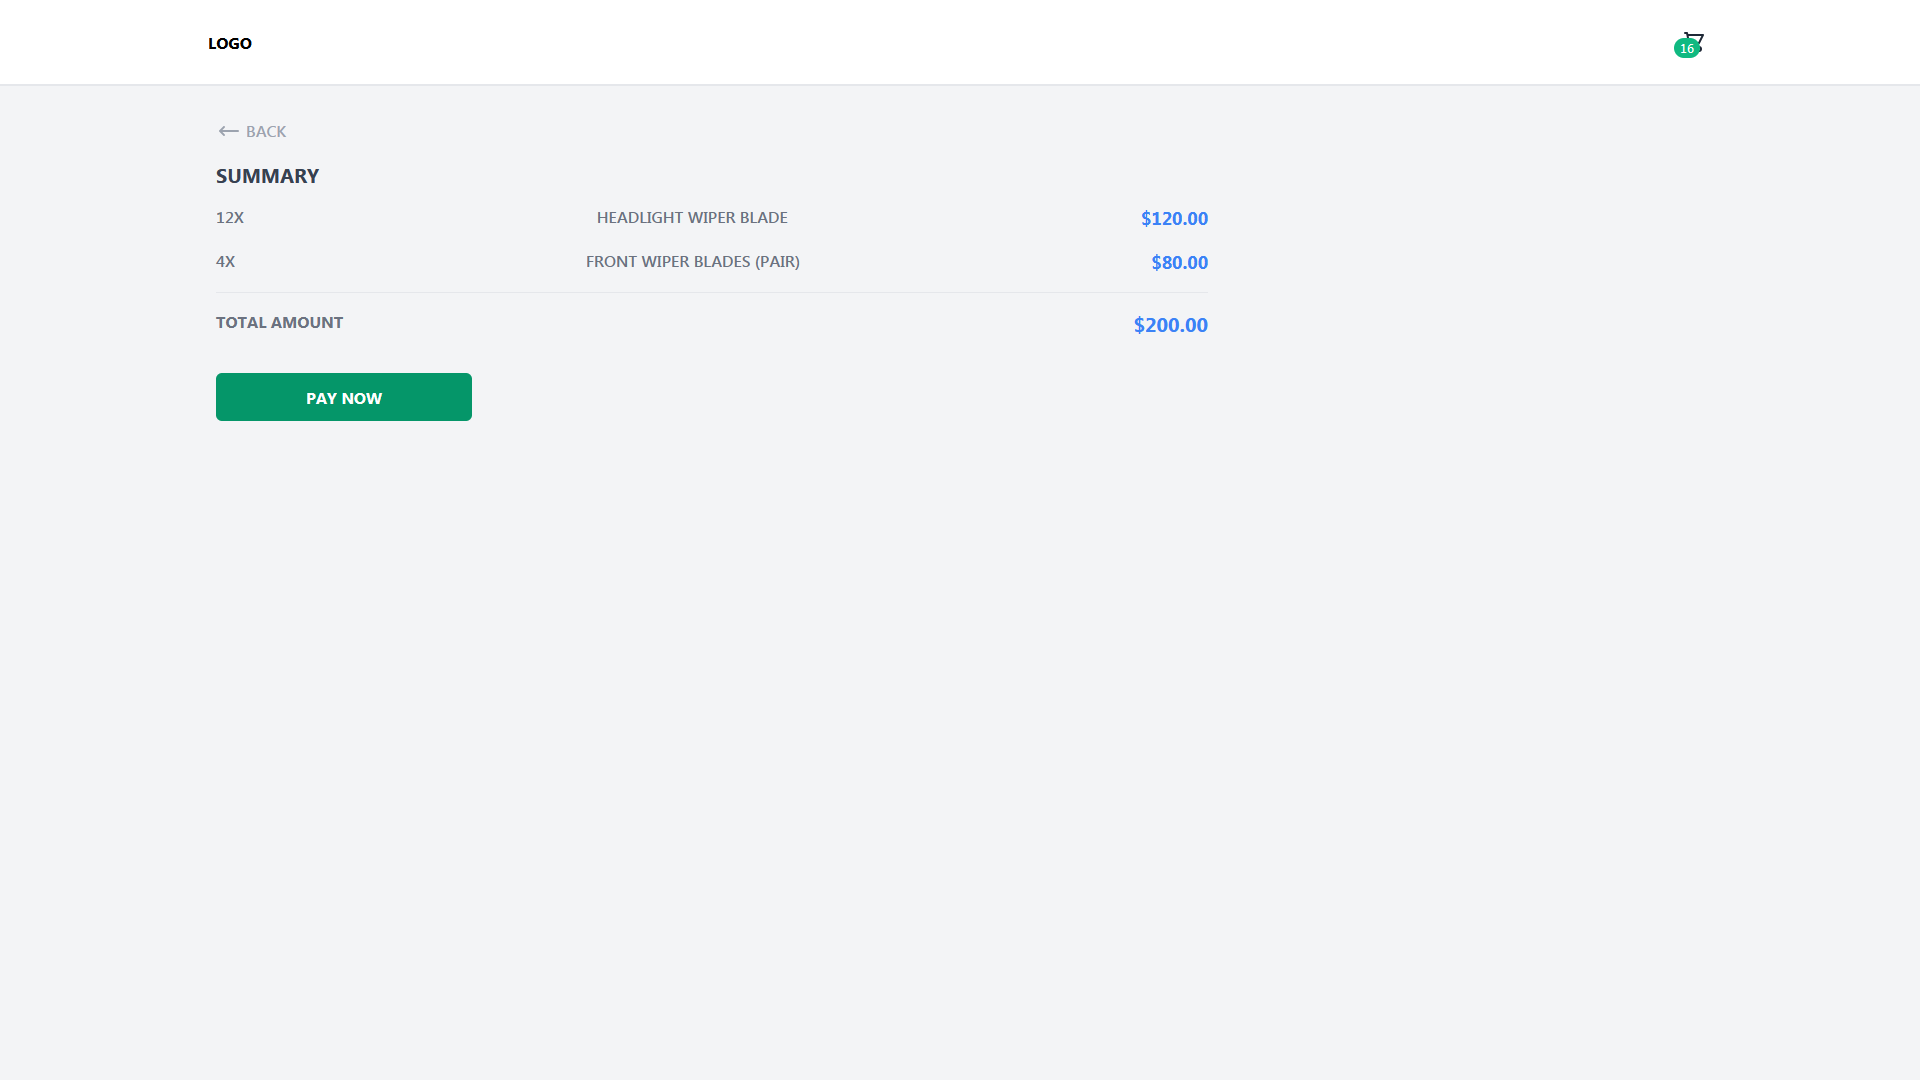 LOGO
16
BACK
SUMMARY
12X HEADLIGHT WIPER BLADE $120.00
4X FRONT WIPER BLADES (PAIR) $80.00
TOTAL AMOUNT $200.00
PAY NOW